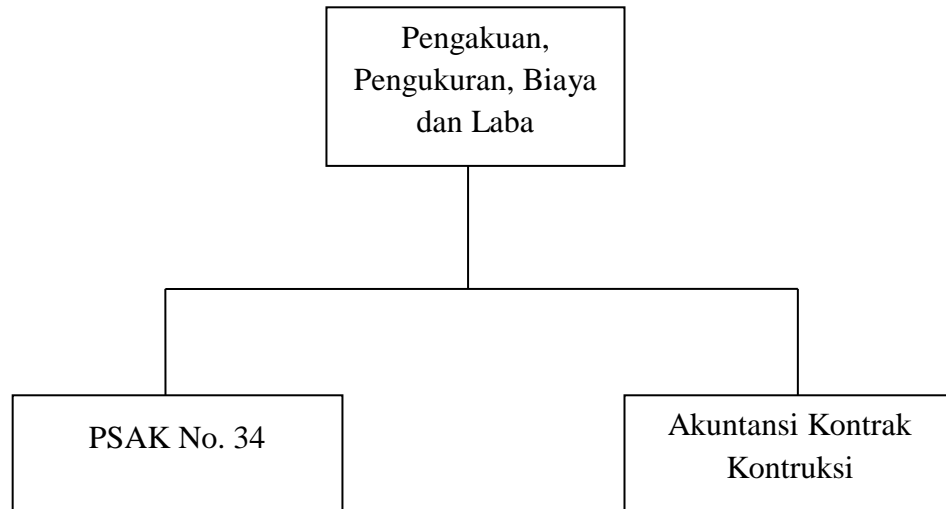 Pengakuan,
Pengukuran, Biaya
dan Laba
PSAK No. 34
Akuntansi Kontrak
Kontruksi